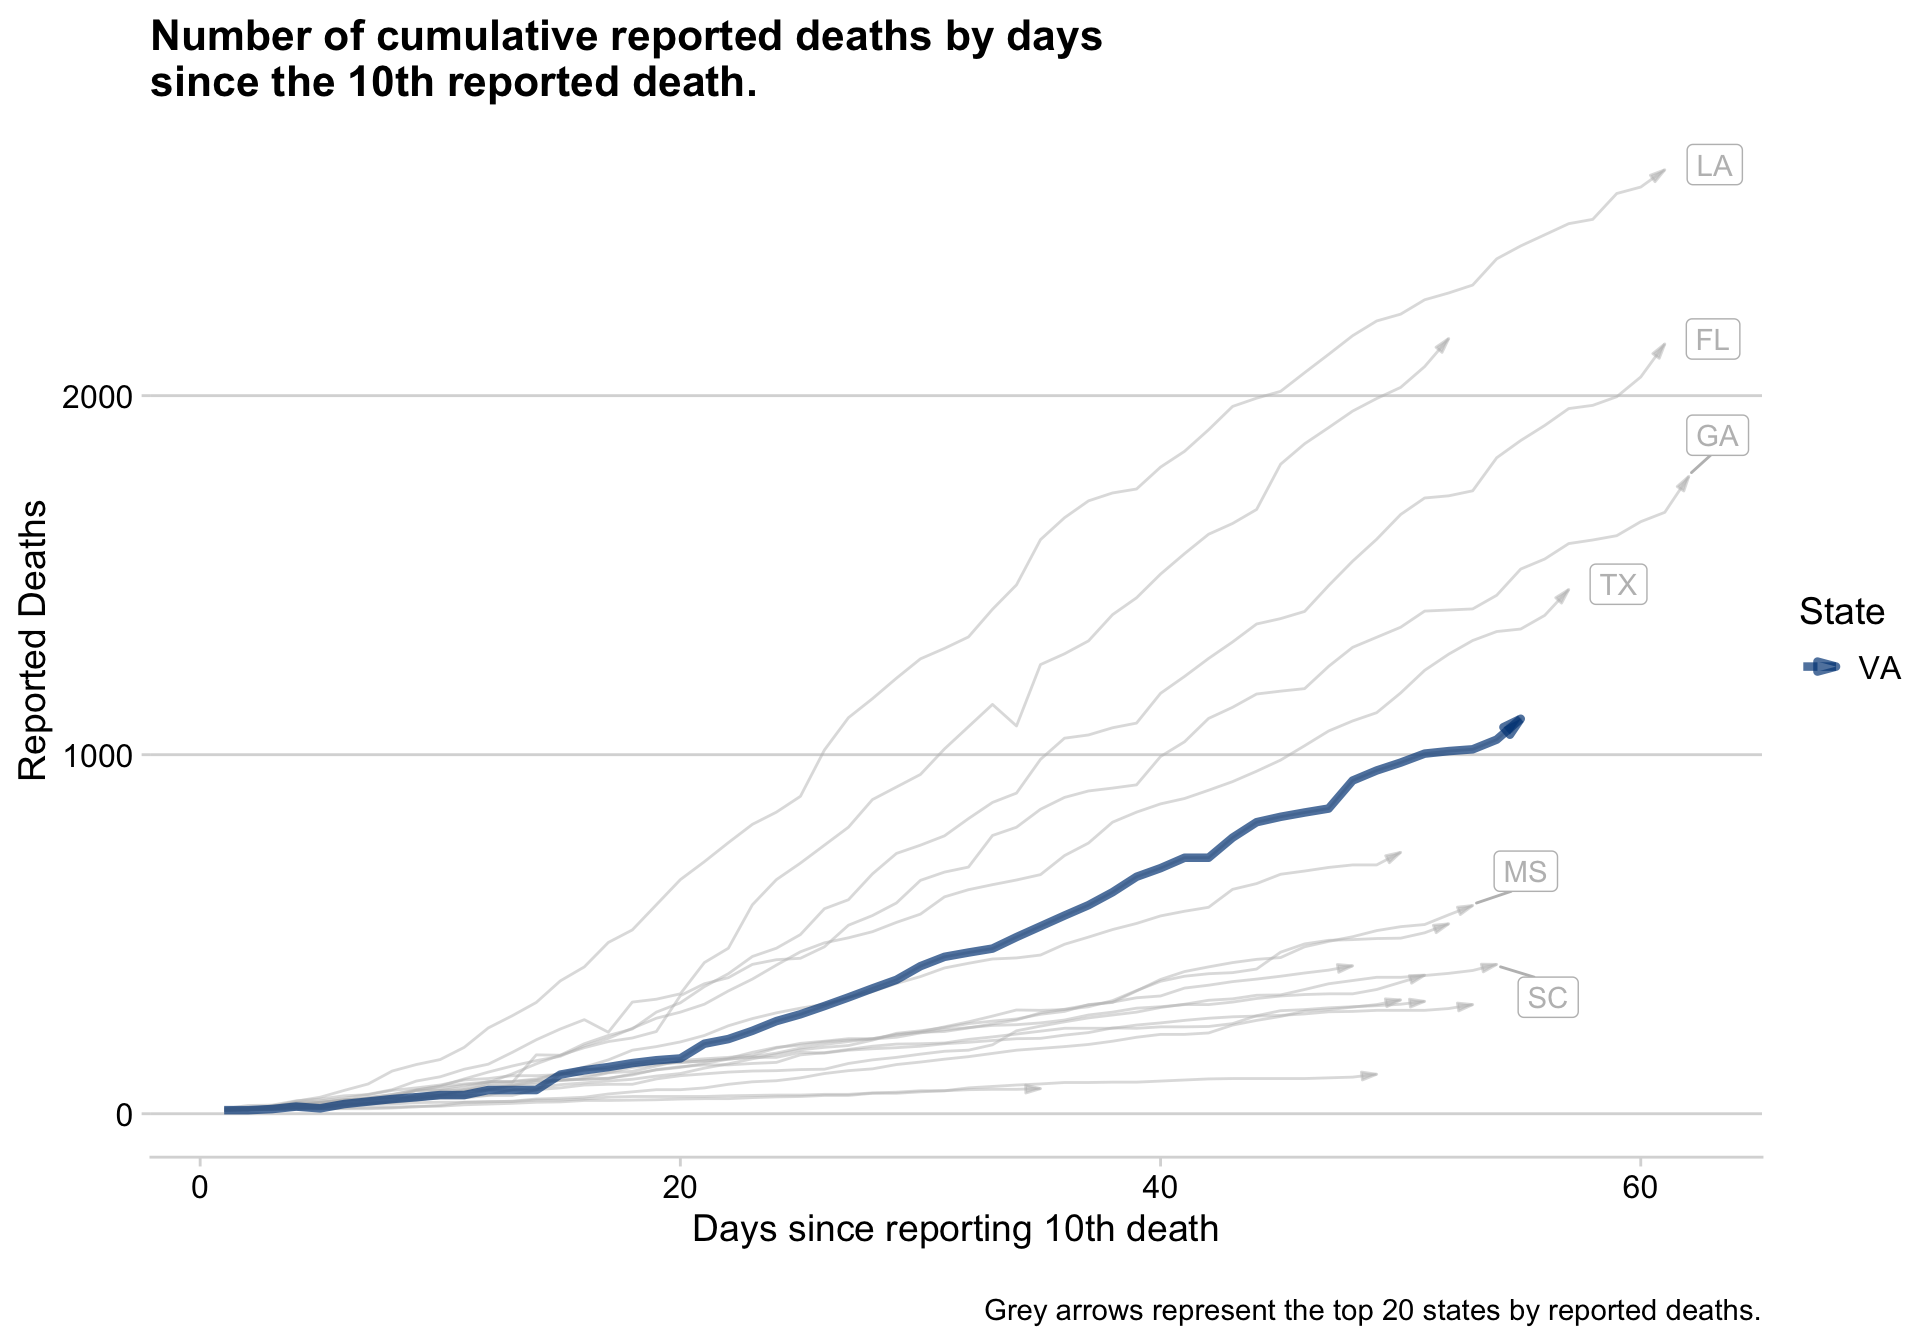 Number of cumulative reported deaths by days
since the 10th reported death.
LA
FL
2000
GA
TX
Reported Deaths
State
VA
1000
MS
SC
0
0 20 40 60
Days since reporting 10th death
Grey arrows represent the top 20 states by reported deaths.